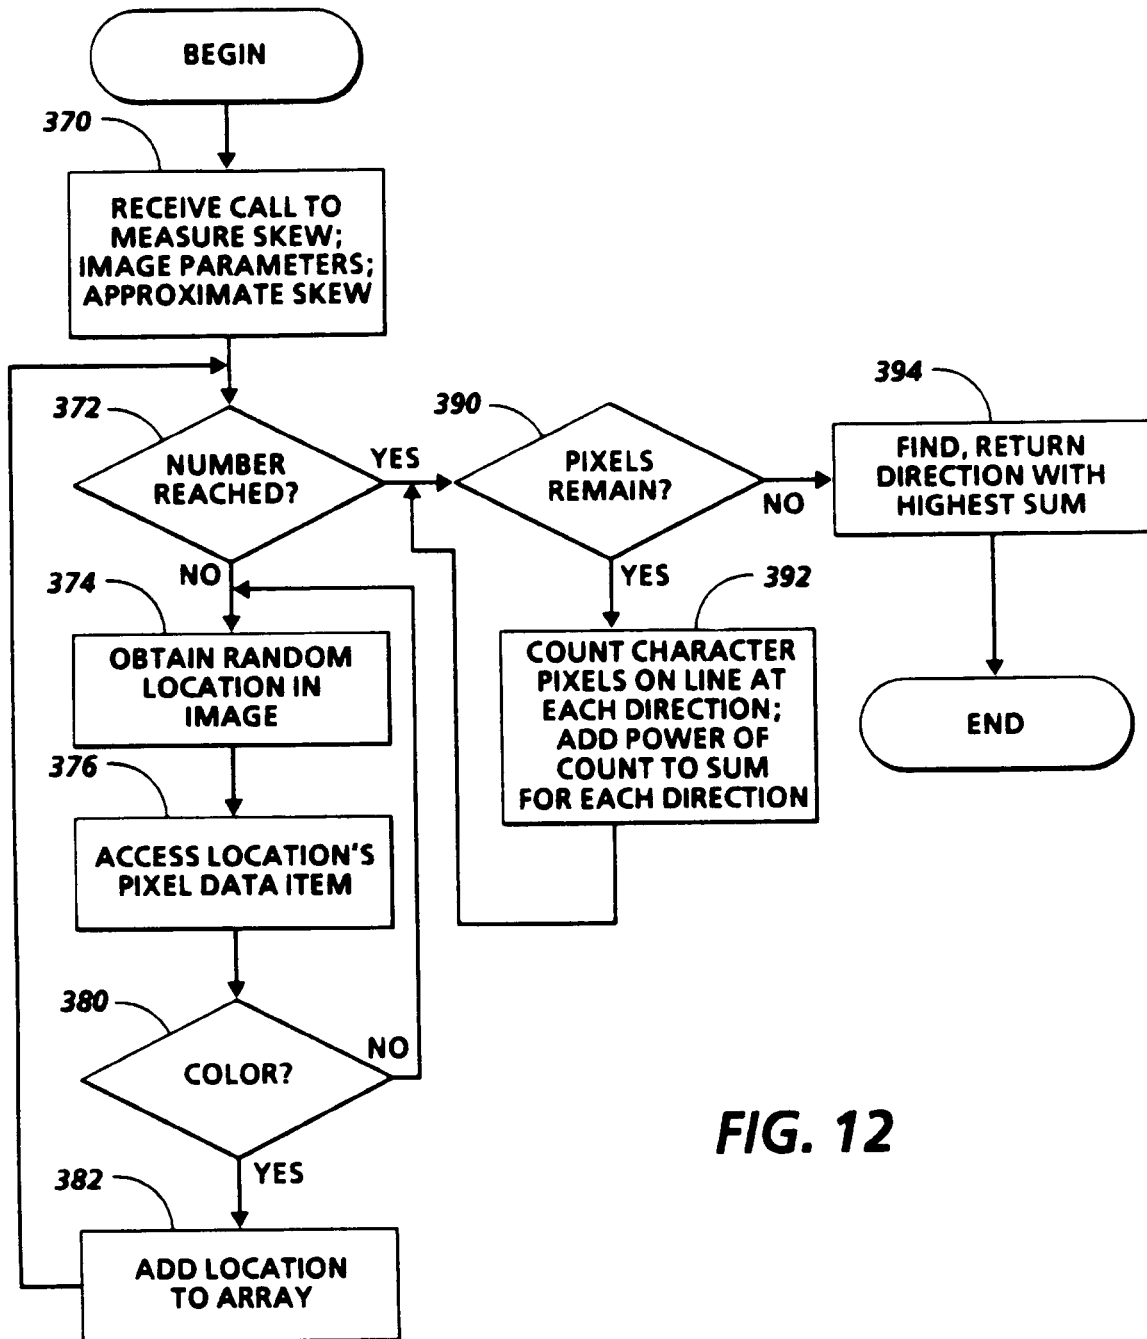 BEGIN
370
RECEIVE CALL TO
MEASURE SKEW;
IMAGE PARAMETERS;
APPROXIMATE SKEW
372
NUMBER
REACHED?
YES
NO
390
PIXELS
REMAIN?
NO
YES
394
FIND, RETURN
DIRECTION WITH
HIGHEST SUM
END
392
COUNT CHARACTER
PIXELS ON LINE AT
EACH DIRECTION;
ADD POWER OF
COUNT TO SUM
FOR EACH DIRECTION
374
OBTAIN RANDOM
LOCATION IN
IMAGE
376
ACCESS LOCATION'S
PIXEL DATA ITEM
380
COLOR?
NO
YES
382
ADD LOCATION
TO ARRAY
FIG. 12